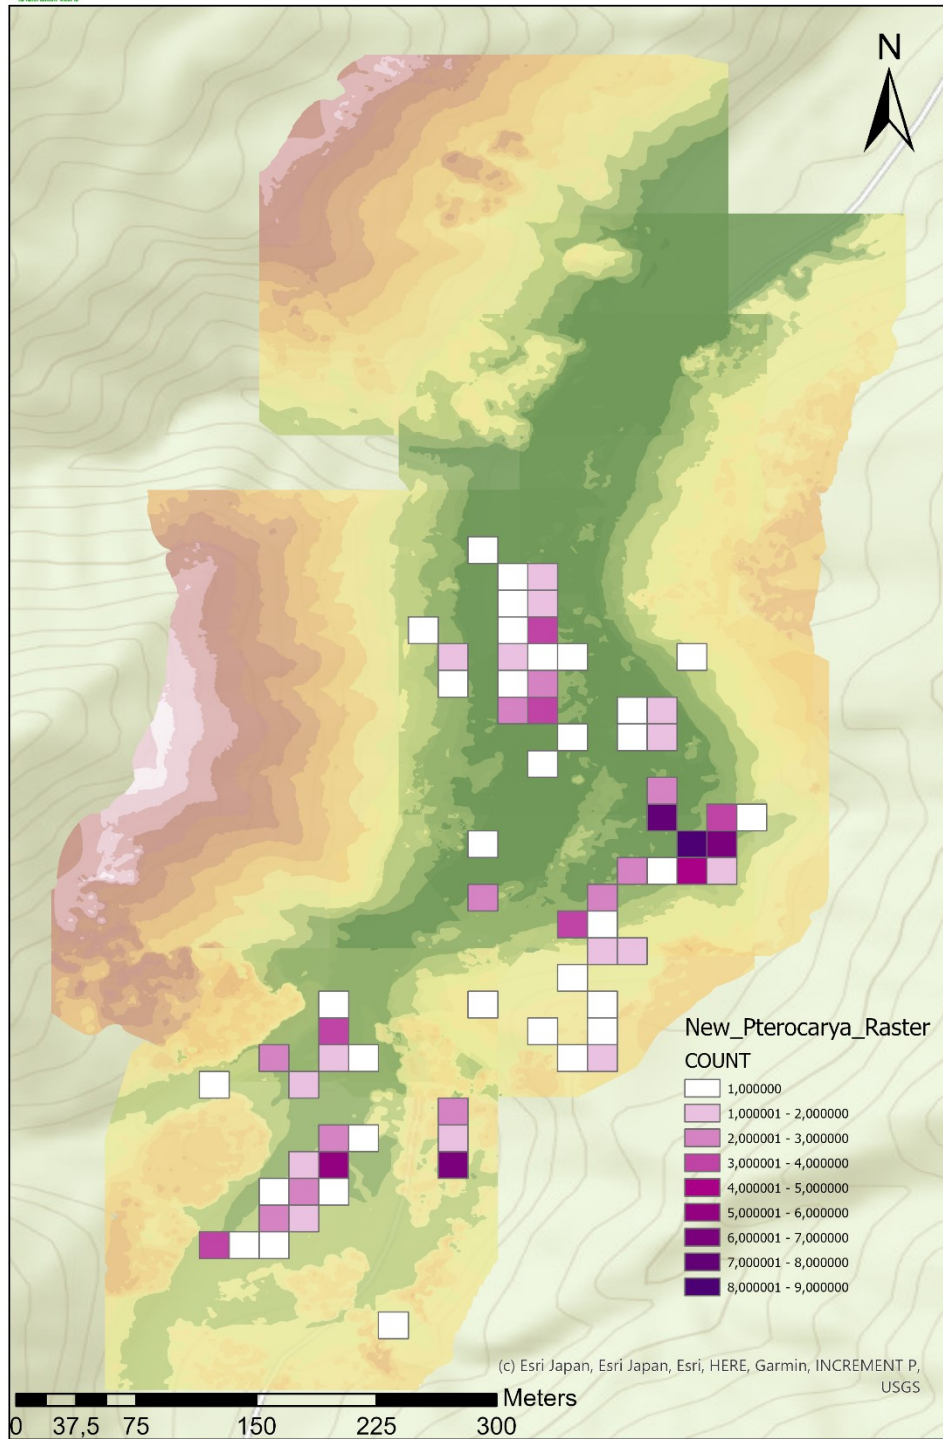 N
New_Pterocarya_Raster
COUNT
1,000000
1,000001 - 2,000000
2,000001 - 3,000000
3,000001 - 4,000000
4,000001 - 5,000000
5,000001 - 6,000000
6,000001 - 7,000000
7,000001 - 8,000000
8,000001 - 9,000000
(c) Esri Japan, Esri Japan, Esri, HERE, Garmin, INCREMENT P,
USGS
Meters
0 37,5 75 150 225 300